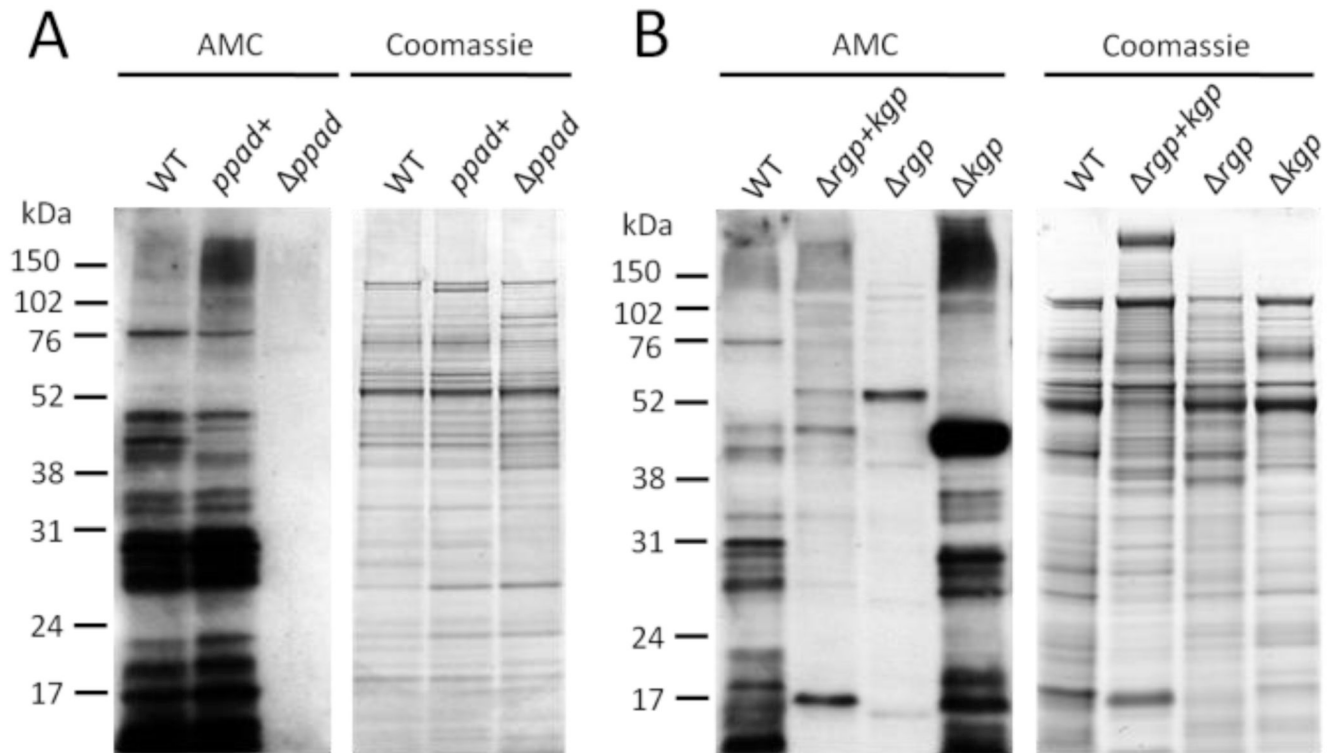 A
AMC
Coomassie
WT
ppad+
Δppad
WT
ppad+
Δppad
kDa
150
102
76
52
38
31
24
17
B
AMC
Coomassie
WT
Δrgp+kgp
Δrgp
Δkgp
WT
Δrgp+kgp
Δrgp
Δkgp
kDa
150
102
76
52
38
31
24
17